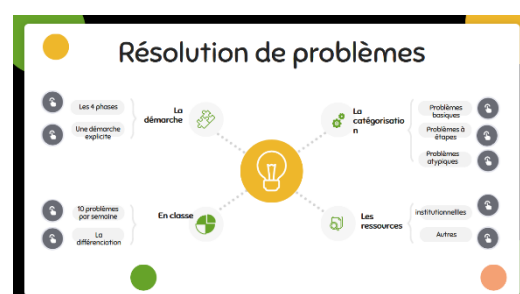 Résolution de problèmes
Les 4 phases
Une démarche
explicite
La
démarche
La
catégorisatio
n
Problèmes
basiques
Problèmes à
étapes
Problèmes
atypiques
10 problèmes
par semaine
La
différenciation
En classe
Les
ressources
institutionnelles
Autres